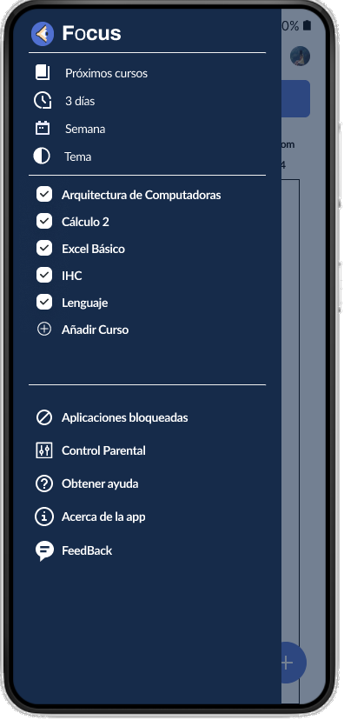 0%
Focus
Próximos cursos
3 días
om
Semana
Tema
4
Arquitectura de Computadoras
Cálculo 2
Excel Básico
IHC
Lenguaje
Añadir Curso
Aplicaciones bloqueadas
Control Parental
Obtener ayuda
Acerca de la app
FeedBack